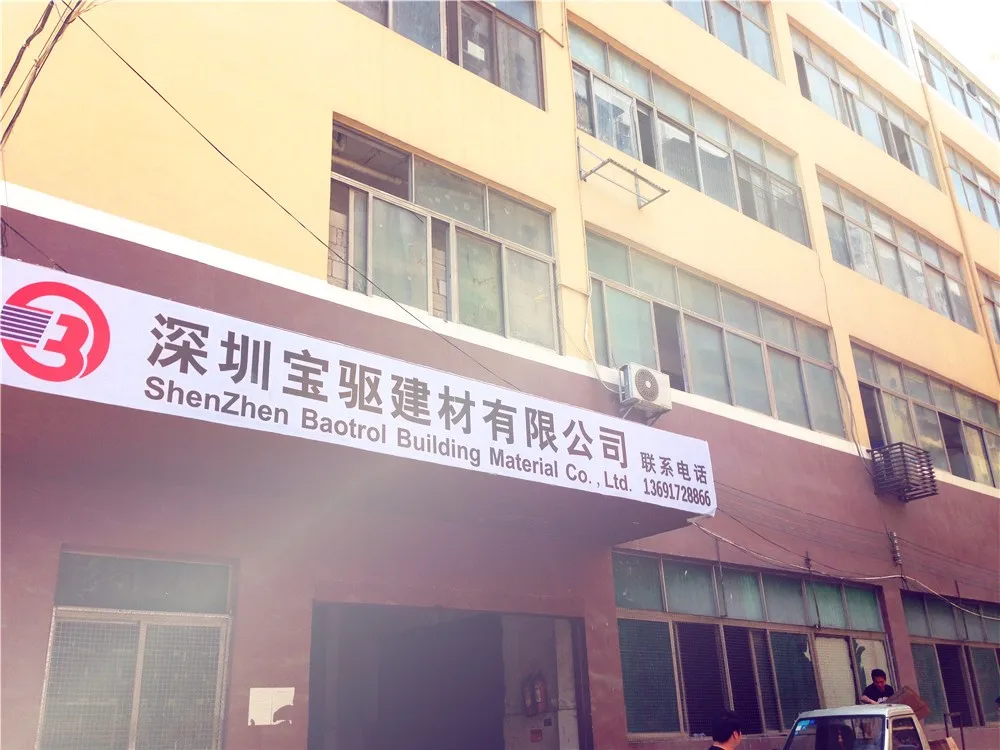 深圳宝驱建材有限公司
ShenZhen Baotrol Building Material Co. , Ltd.
联系电话
13691728866